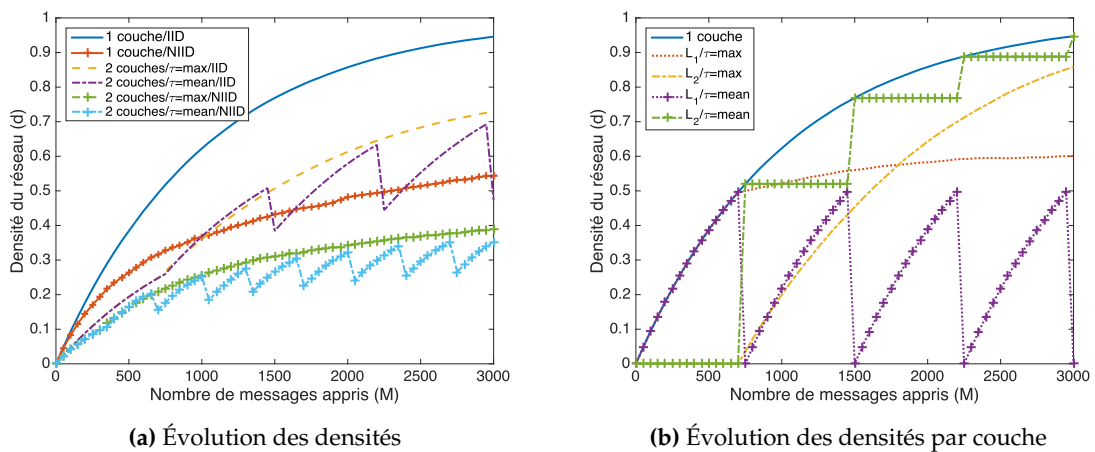 1
0.9
0.8
0.7
0.6
0.5
0.4
0.3
0.2
0.1
0
Densité du réseau (d)
1 couche/IID
1 couche/NIID
2 couches/τ=max/IID
2 couches/τ=mean/IID
2 couches/τ=max/NIID
2 couches/τ=mean/NIID
0 500 1000 1500 2000 2500 3000
Nombre de messages appris (M)
(a) Évolution des densités
1
0.9
0.8
0.7
0.6
0.5
0.4
0.3
0.2
0.1
0
Densité du réseau (d)
1 couche
L1/τ=max
L2/τ=max
L1/τ=mean
L2/τ=mean
0 500 1000 1500 2000 2500 3000
Nombre de messages appris (M)
(b) Évolution des densités par couche